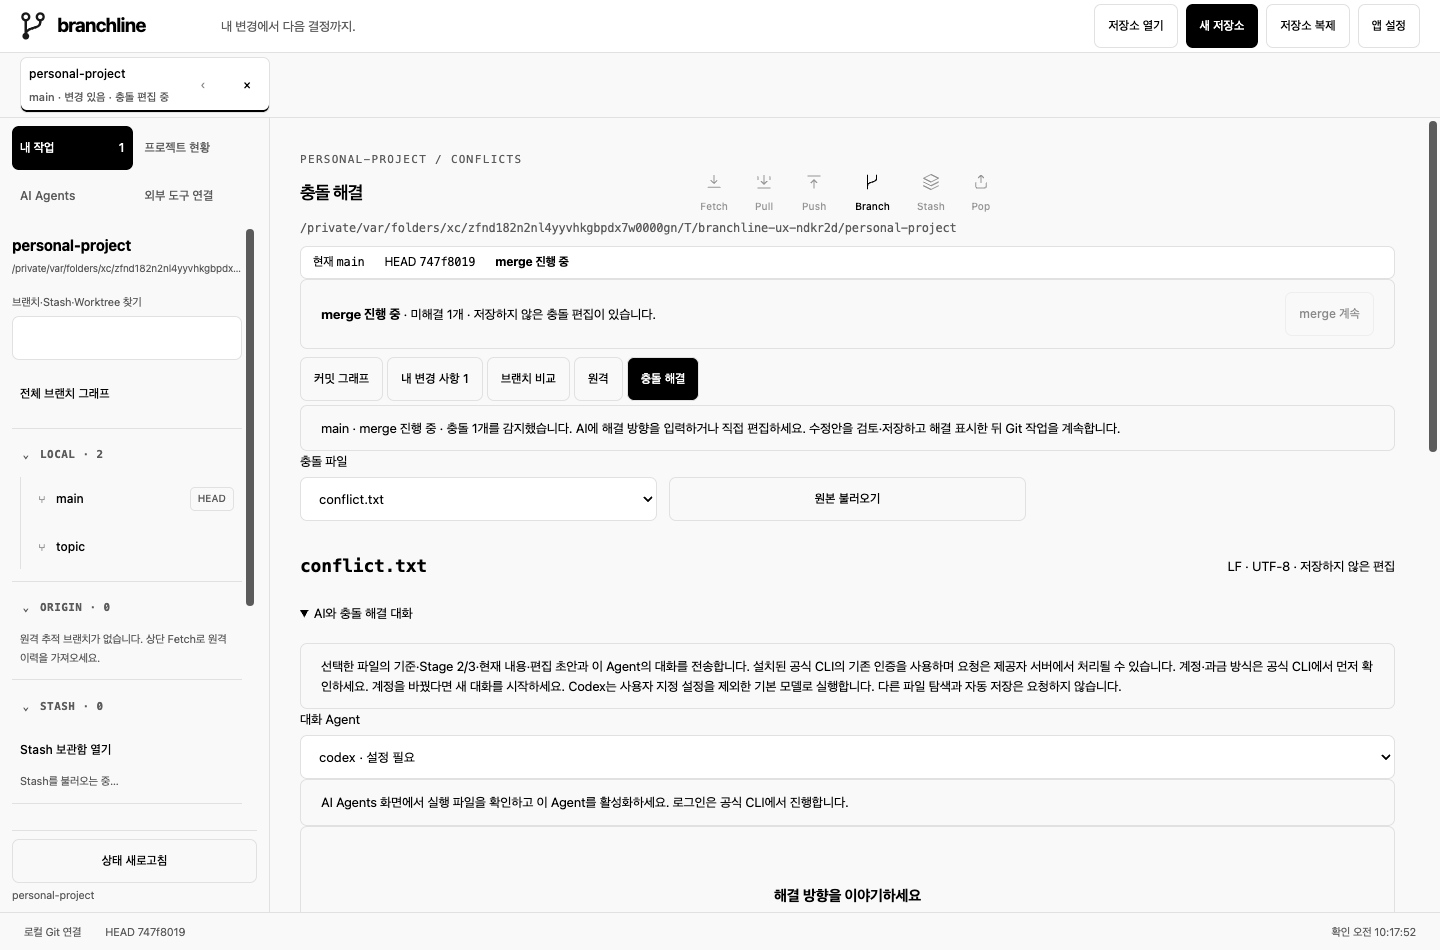 branchline
내 변경에서 다음 결정까지.
저장소 열기
새 저장소
저장소 복제
앱 설정
personal-project
main · 변경 있음 · 충돌 편집 중
‹
×
내 작업 1
프로젝트 현황
AI Agents
외부 도구 연결
personal-project
/private/var/folders/xc/zfnd182n2nl4yyvhkgbpdx...
브랜치·Stash·Worktree 찾기
전체 브랜치 그래프
LOCAL · 2
main HEAD
topic
ORIGIN · 0
원격 추적 브랜치가 없습니다. 상단 Fetch로 원격
이력을 가져오세요.
STASH · 0
Stash 보관함 열기
Stash를 불러오는 중...
상태 새로고침
personal-project
PERSONAL-PROJECT / CONFLICTS
충돌 해결
Fetch
Pull
Push
Branch
Stash
Pop
/private/var/folders/xc/zfnd182n2nl4yyvhkgbpdx7w0000gn/T/branchline-ux-ndkr2d/personal-project
현재 main HEAD 747f8019 merge 진행 중
merge 진행 중 · 미해결 1개 · 저장하지 않은 충돌 편집이 있습니다.
merge 계속
커밋 그래프
내 변경 사항 1
브랜치 비교
원격
충돌 해결
main · merge 진행 중 · 충돌 1개를 감지했습니다. AI에 해결 방향을 입력하거나 직접 편집하세요. 수정안을 검토·저장하고 해결 표시한 뒤 Git 작업을 계속합니다.
충돌 파일
conflict.txt
원본 불러오기
conflict.txt
LF · UTF-8 · 저장하지 않은 편집
▼ AI와 충돌 해결 대화
선택한 파일의 기준·Stage 2/3·현재 내용·편집 초안과 이 Agent의 대화를 전송합니다. 설치된 공식 CLI의 기존 인증을 사용하며 요청은 제공자 서버에서 처리될 수 있습니다. 계정·과금 방식은 공식 CLI에서 먼저 확
인하세요. 계정을 바꿨다면 새 대화를 시작하세요. Codex는 사용자 지정 설정을 제외한 기본 모델로 실행합니다. 다른 파일 탐색과 자동 저장은 요청하지 않습니다.
대화 Agent
codex · 설정 필요
AI Agents 화면에서 실행 파일을 확인하고 이 Agent를 활성화하세요. 로그인은 공식 CLI에서 진행합니다.
해결 방향을 이야기하세요
로컬 Git 연결
HEAD 747f8019
확인 오전 10:17:52